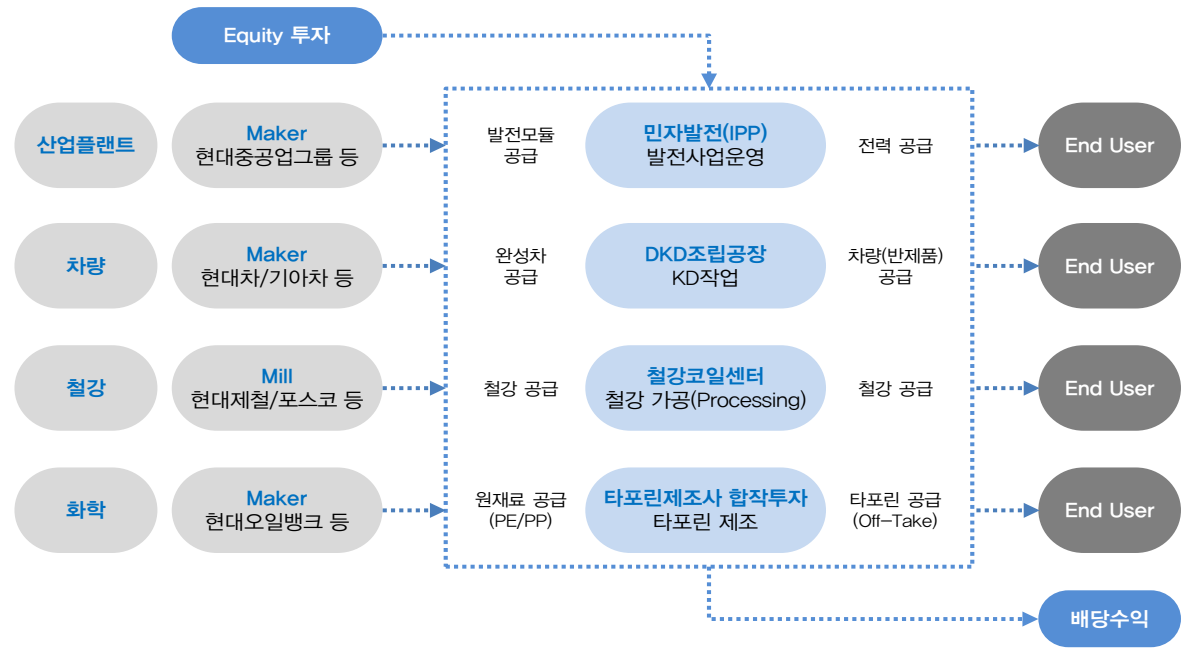 Equity 투자
산업플랜트
Maker
현대중공업그룹 등
발전모듈
공급
민자발전(IPP)
발전사업운영
전력 공급
End User
차량
Maker
현대차/기아차 등
완성차
공급
DKD조립공장
KD작업
차량(반제품)
공급
End User
철강
Mill
현대제철/포스코 등
철강 공급
철강코일센터
철강 가공(Processing)
철강 공급
End User
화학
Maker
현대오일뱅크 등
원재료 공급
(PE/PP)
타포린제조사 합작투자
타포린 제조
타포린 공급
(Off-Take)
End User
배당수익